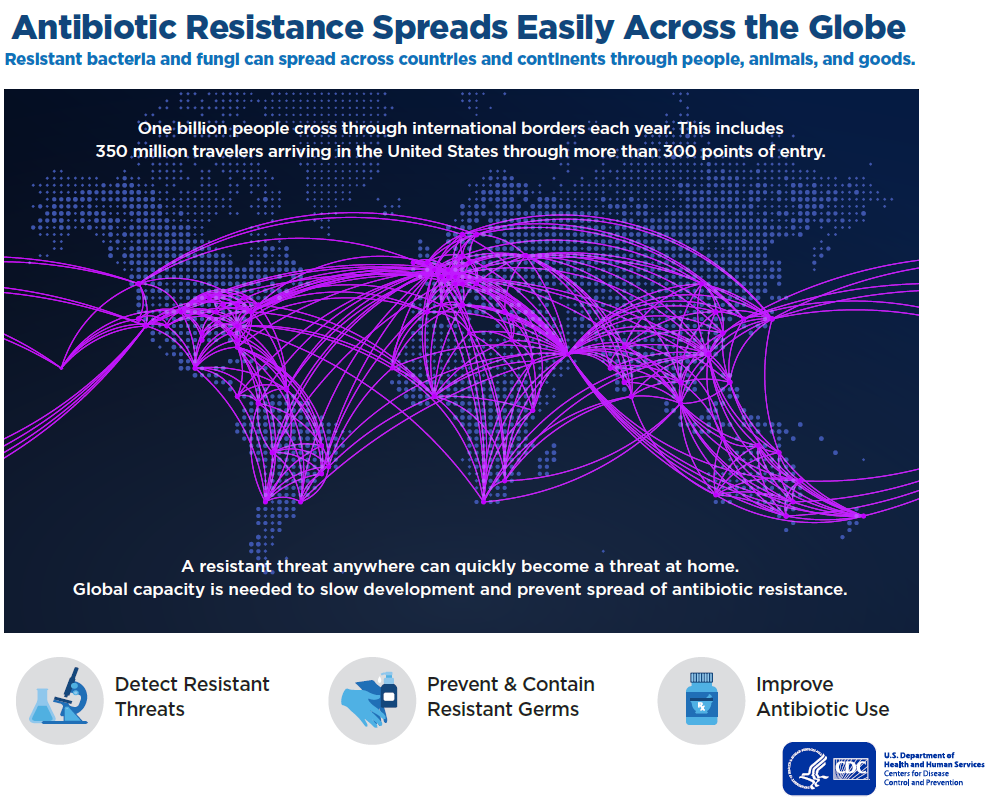 Antibiotic Resistance Spreads Easily Across the Globe
Resistant bacteria and fungi can spread across countries and continents through people, animals, and goods.
One billion people cross through international borders each year. This includes
350 million travelers arriving in the United States through more than 300 points of entry.
A resistant threat anywhere can quickly become a threat at home.
Global capacity is needed to slow development and prevent spread of antibiotic resistance.
Detect Resistant
Threats
Prevent & Contain
Resistant Germs
Rx
Improve
Antibiotic Use
CDC
U.S. Department of
Health and Human Services
Centers for Disease
Control and Prevention